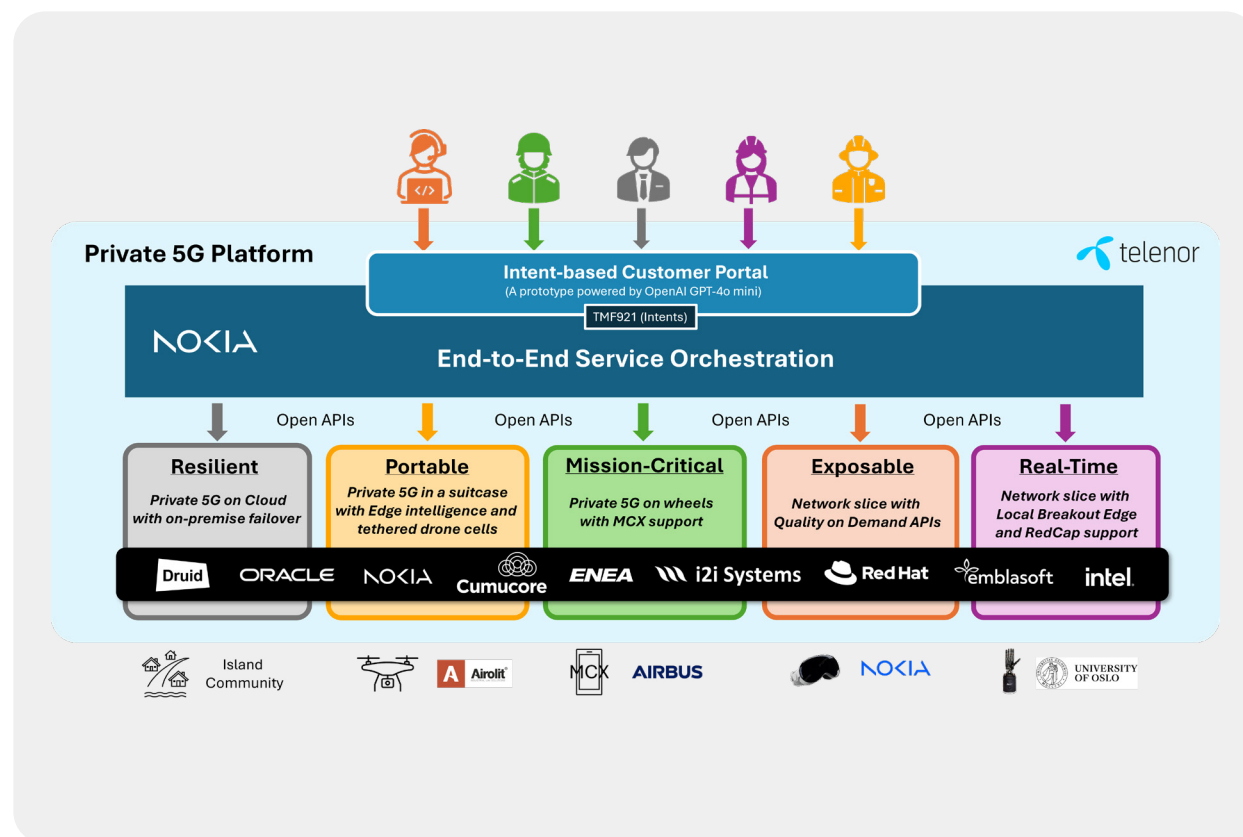 </>
Private 5G Platform
telenor
Intent-based Customer Portal
(A prototype powered by OpenAI GPT-4o mini)
TMF921 (Intents)
NOKIA
End-to-End Service Orchestration
Open APIs
Open APIs
Open APIs
Open APIs
Resilient
Private 5G on Cloud
with on-premise failover
Portable
Private 5G in a suitcase
with Edge intelligence and
tethered drone cells
Mission-Critical
Private 5G on wheels
with MCX support
Exposable
Network slice with
Quality on Demand APIs
Real-Time
Network slice with
Local Breakout Edge
and RedCap support
Druid
ORACLE
NOKIA
Cumucore
ENEA
i2i Systems
Red Hat
emblasoft
intel.
Island
Community
A Airolit
MCX
AIRBUS
NOKIA
UNIVERSITY
OF OSLO